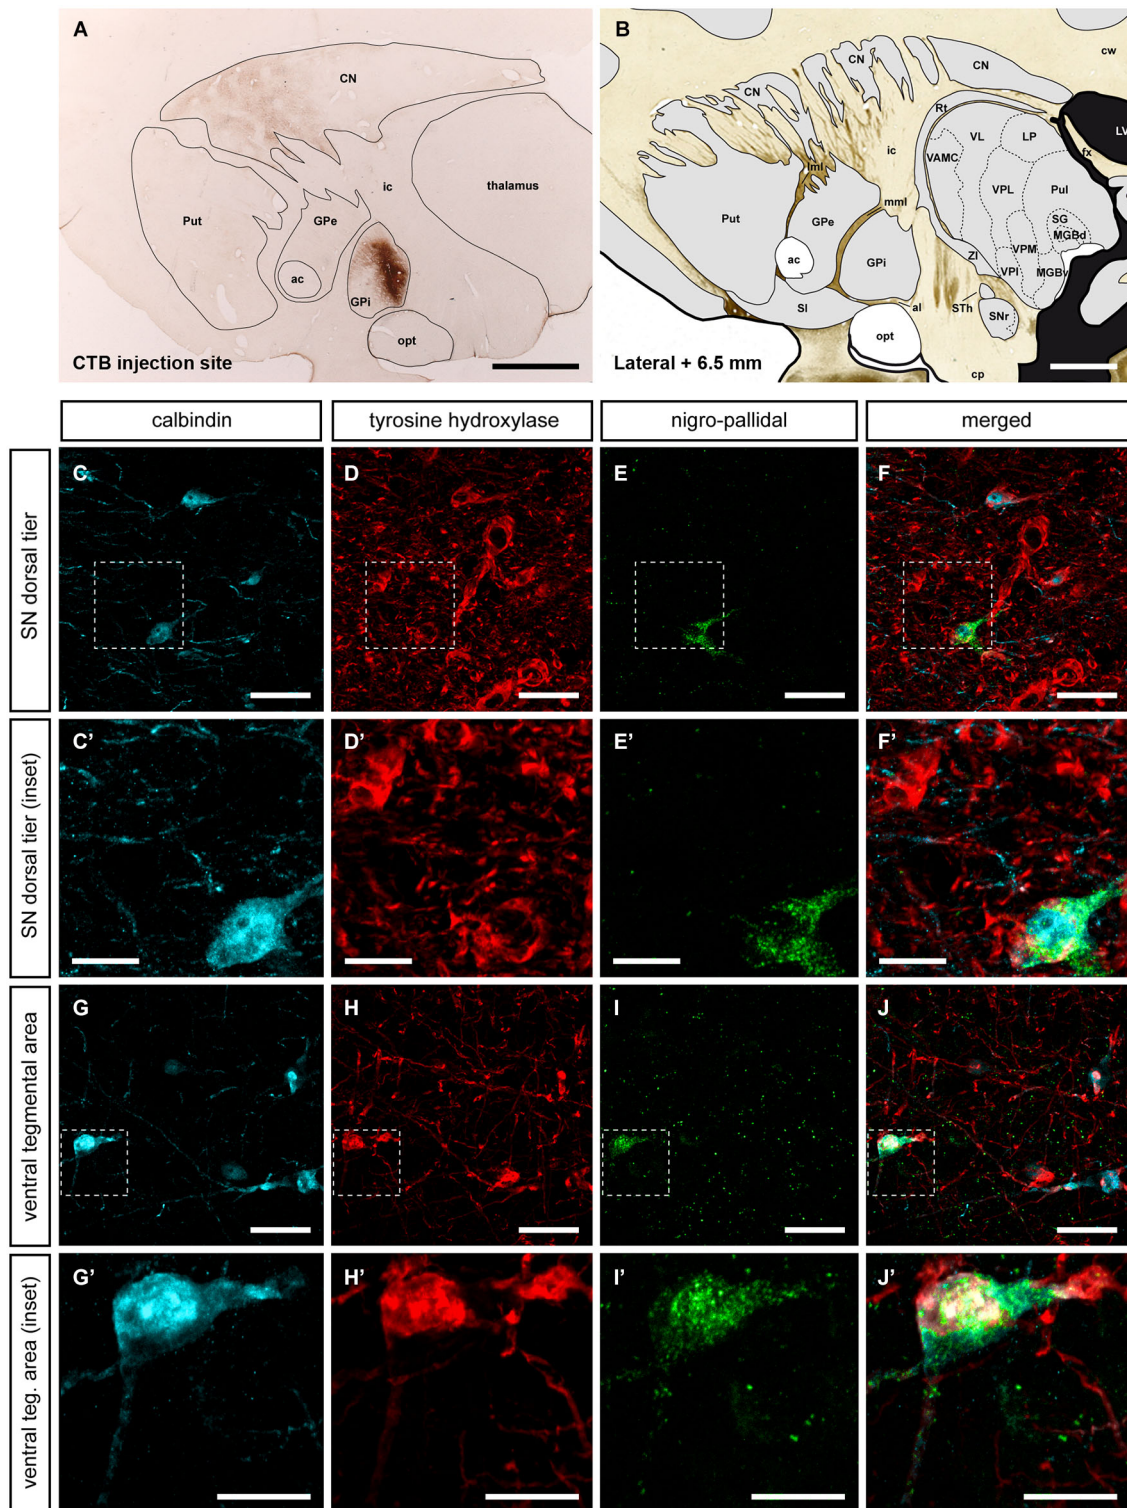 A
CN
Put
GPe
ic
thalamus
ac
GPi
opt
CTB injection site
B
CN
CN
CN
cw
Rt
LV
VL
LP
fx
VAMC
ic
lml
mml
VPL
Pul
Put
GPe
SG
MGBd
ac
GPi
VPM
ZI
VPI
MGBv
SI
al
STh
SNr
opt
cp
Lateral + 6.5 mm
calbindin
tyrosine hydroxylase
nigro-pallidal
merged
SN dorsal tier
C
D
E
F
SN dorsal tier (inset)
C’
D’
E’
F’
ventral tegmental area
G
H
I
J
ventral teg. area (inset)
G’
H’
I’
J’